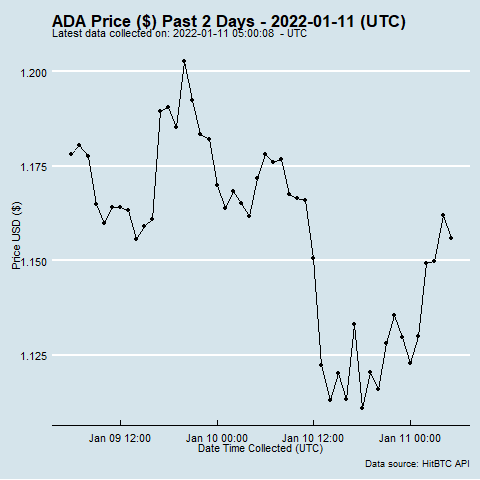 ADA Price ($) Past 2 Days - 2022-01-11 (UTC)
Latest data collected on: 2022-01-11 05:00:08 - UTC
1.200
1.175
1.150
1.125
Price USD ($)
Jan 09 12:00 Jan 10 00:00 Jan 10 12:00 Jan 11 00:00
Date Time Collected (UTC)
Data source: HitBTC API